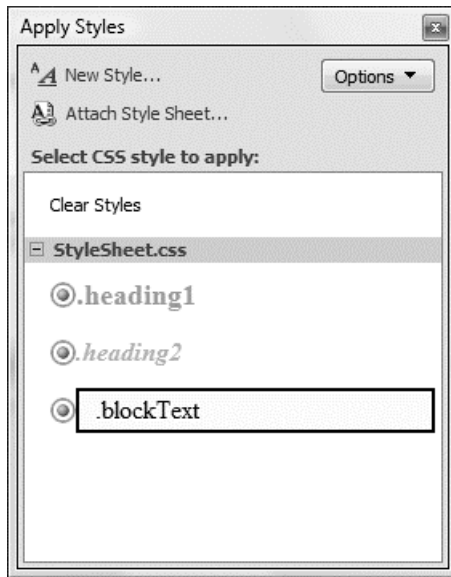 Apply Styles
New Style...
Options
Attach Style Sheet...
Select CSS style to apply:
Clear Styles
StyleSheet.css
.heading1
.heading2
.blockText